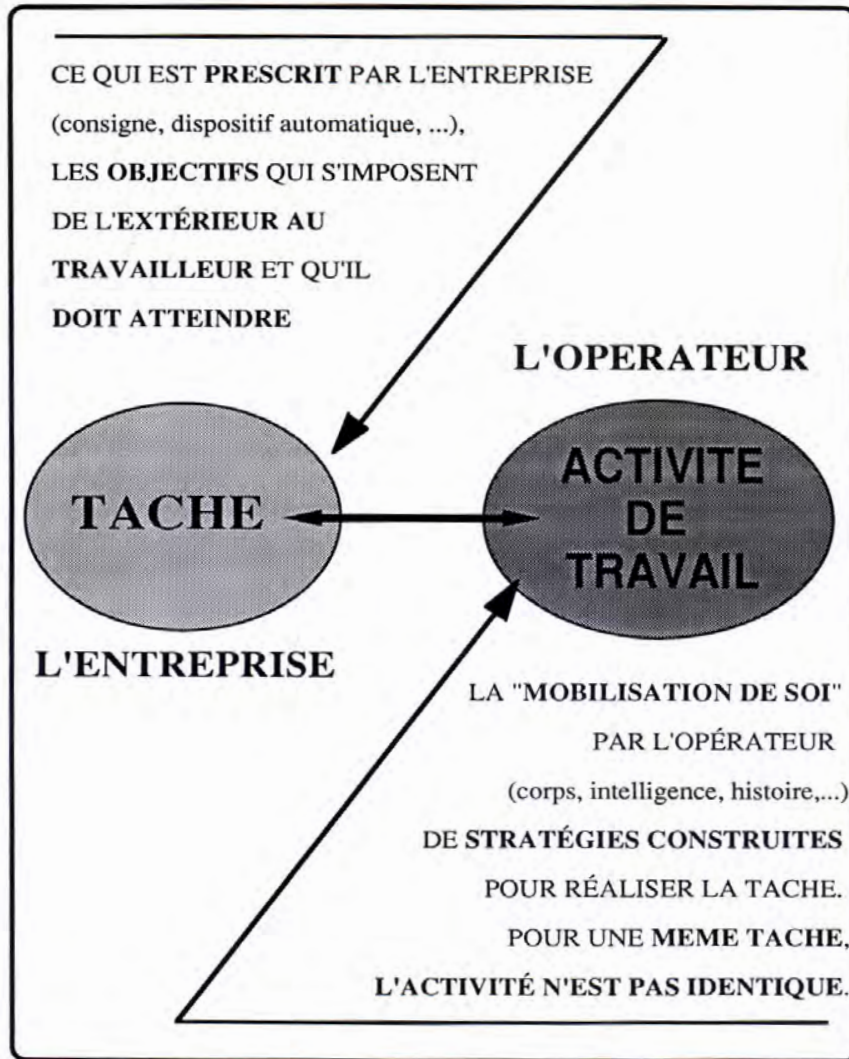 CE QUI EST PRESCRIT PAR L'ENTREPRISE
(consigne, dispositif automatique, ...),
LES OBJECTIFS QUI S'IMPOSENT
DE L'EXTÉRIEUR AU
TRAVAILLEUR ET QU'IL
DOIT ATTEINDRE
L'OPERATEUR
TACHE
ACTIVITE
DE
TRAVAIL
L'ENTREPRISE
LA "MOBILISATION DE SOI"
PAR L'OPÉRATEUR
(corps, intelligence, histoire,...)
DE STRATÉGIES CONSTRUITES
POUR RÉALISER LA TACHE.
POUR UNE MEME TACHE,
L'ACTIVITÉ N'EST PAS IDENTIQUE.